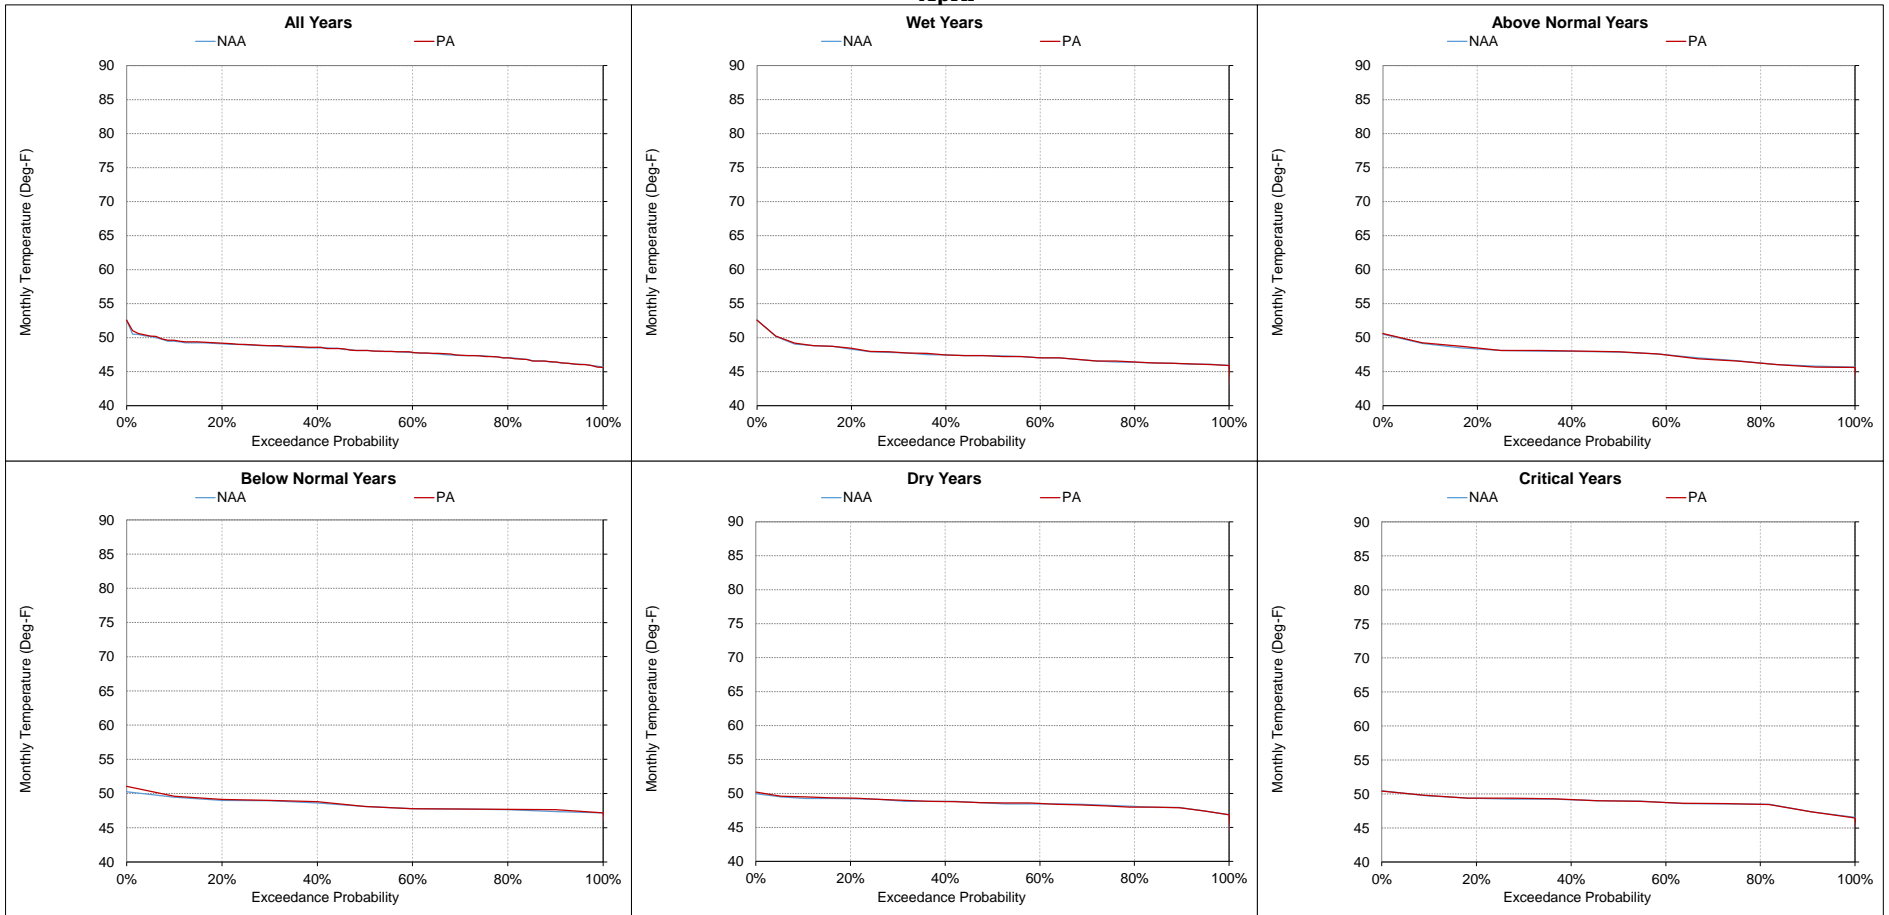 All Years
NAA PA
Monthly Temperature (Deg-F)
90
85
80
75
70
65
60
55
50
45
40
0% 20% 40% 60% 80% 100%
Exceedance Probability
Wet Years
NAA PA
Monthly Temperature (Deg-F)
90
85
80
75
70
65
60
55
50
45
40
0% 20% 40% 60% 80% 100%
Exceedance Probability
Above Normal Years
NAA PA
Monthly Temperature (Deg-F)
90
85
80
75
70
65
60
55
50
45
40
0% 20% 40% 60% 80% 100%
Exceedance Probability
Below Normal Years
NAA PA
Monthly Temperature (Deg-F)
90
85
80
75
70
65
60
55
50
45
40
0% 20% 40% 60% 80% 100%
Exceedance Probability
Dry Years
NAA PA
Monthly Temperature (Deg-F)
90
85
80
75
70
65
60
55
50
45
40
0% 20% 40% 60% 80% 100%
Exceedance Probability
Critical Years
NAA PA
Monthly Temperature (Deg-F)
90
85
80
75
70
65
60
55
50
45
40
0% 20% 40% 60% 80% 100%
Exceedance Probability